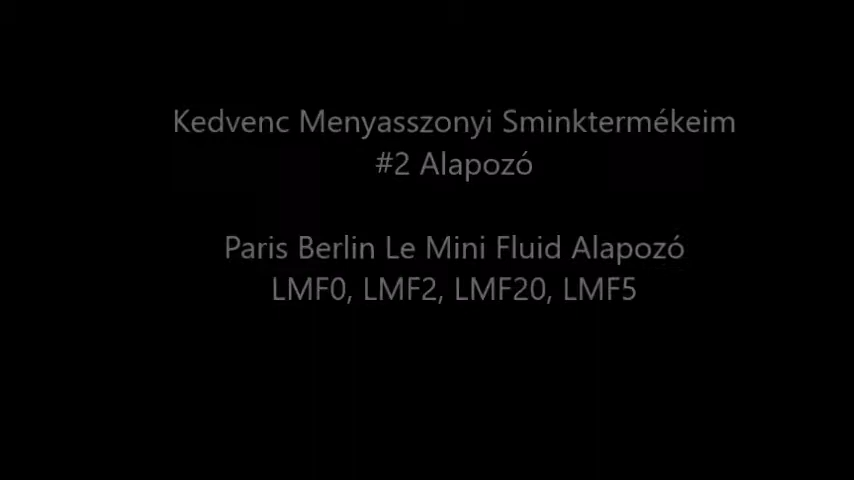 Kedvenc Menyasszonyi Sminktermékeim
#2 Alapozó
Paris Berlin Le Mini Fluid Alapozó
LMF0, LMF2, LMF20, LMF5